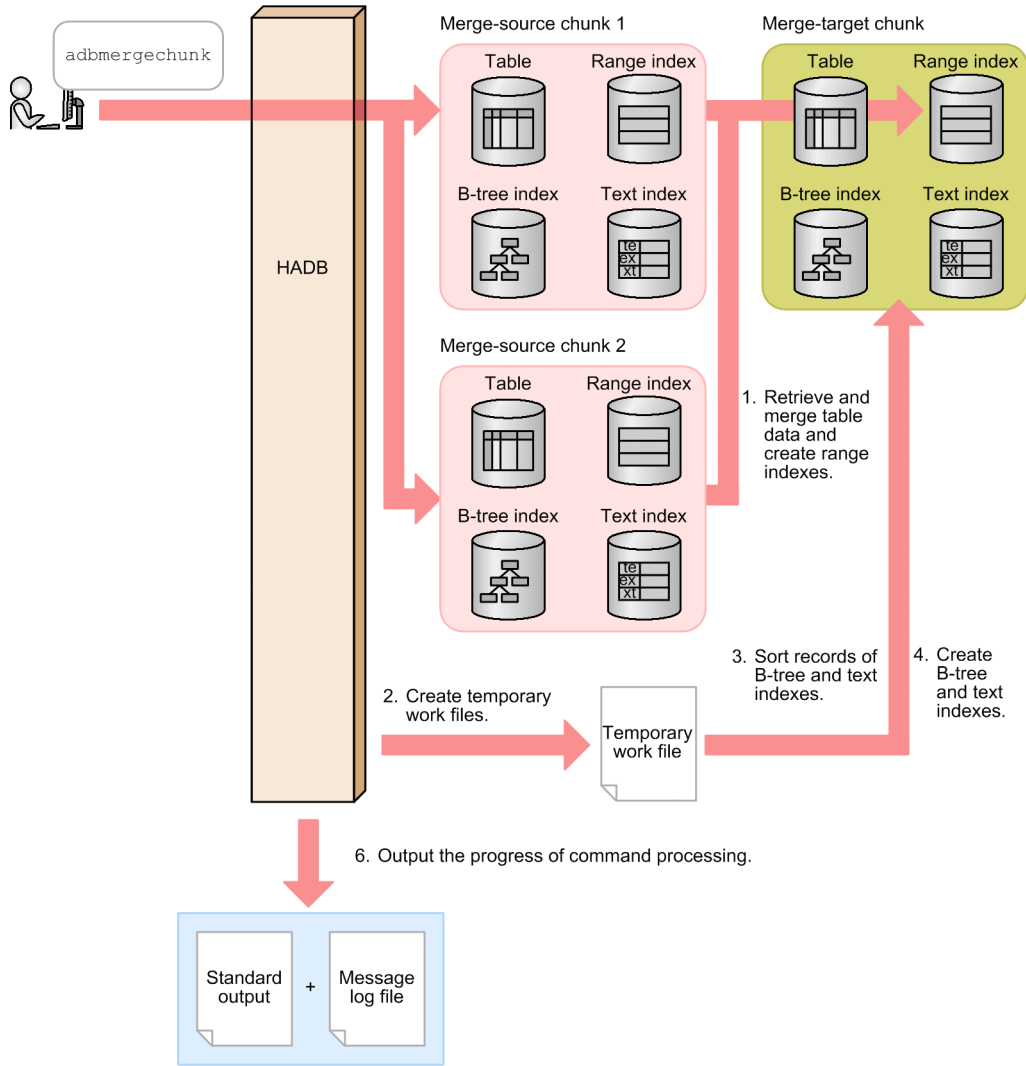 adbmergechunk
HADB
Merge-source chunk 1
Table
Range index
B-tree index
Text index
te
ex
xt
Merge-target chunk
Table
Range index
B-tree index
Text index
te
ex
xt
Merge-source chunk 2
Table
Range index
B-tree index
Text index
te
ex
xt
1. Retrieve and
merge table
data and
create range
indexes.
2. Create temporary
work files.
Temporary
work file
3. Sort records of
B-tree and text
indexes.
4. Create
B-tree
and text
indexes.
6. Output the progress of command processing.
Standard
output
+
Message
log file